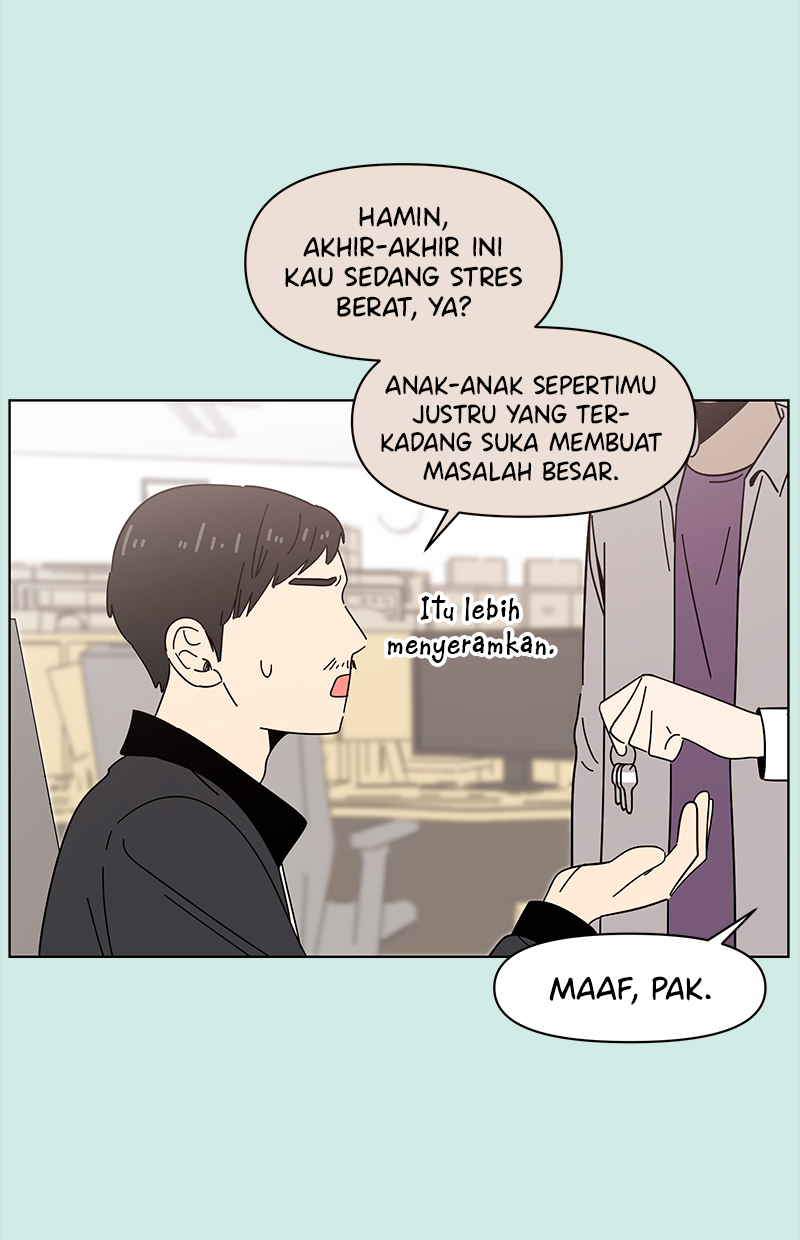 HAMIN,
AKHIR-AKHIR INI
KAU SEDANG STRES
BERAT, YA?
ANAK-ANAK SEPERTIMU
JUSTRU YANG TER-
KADANG SUKA MEMBUAT
MASALAH BESAR.
Itu lebih
menyeramkan.
MAAF, PAK.